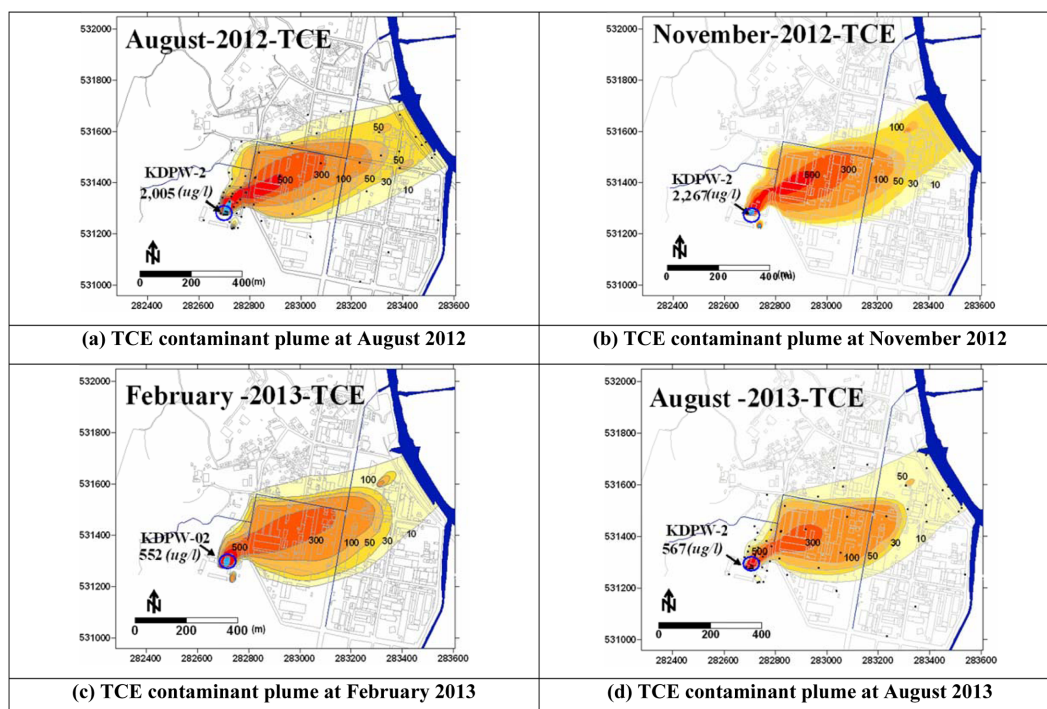 532000
August-2012-TCE
531800
531600
50
50
KDPW-2
2,005(ug/l)
531400
500 300 100 50 30 10
531200
N
0 200 400 (m)
531000
282400 282600 282800 283000 283200 283400 283600
(a) TCE contaminant plume at August 2012
532000
November-2012-TCE
531800
531600
100
KDPW-2
2,267(ug/l)
531400
500 300 100 50 30 10
531200
N
0 200 400 (m)
531000
282400 282600 282800 283000 283200 283400 283600
(b) TCE contaminant plume at November 2012
532000
February -2013-TCE
531800
531600
100
531400
KDPW-02
552 (ug/l)
500 300 100 50 30 10
531200
N
0 200 400 (m)
531000
282400 282600 282800 283000 283200 283400 283600
(c) TCE contaminant plume at February 2013
532000
August -2013-TCE
531800
531600
50
531400
KDPW-2
567(ug/l)
500 300 100 50 30 10
531200
N
0 200 400
531000
282400 282600 282800 283000 283200 283400 283600
(d) TCE contaminant plume at August 2013